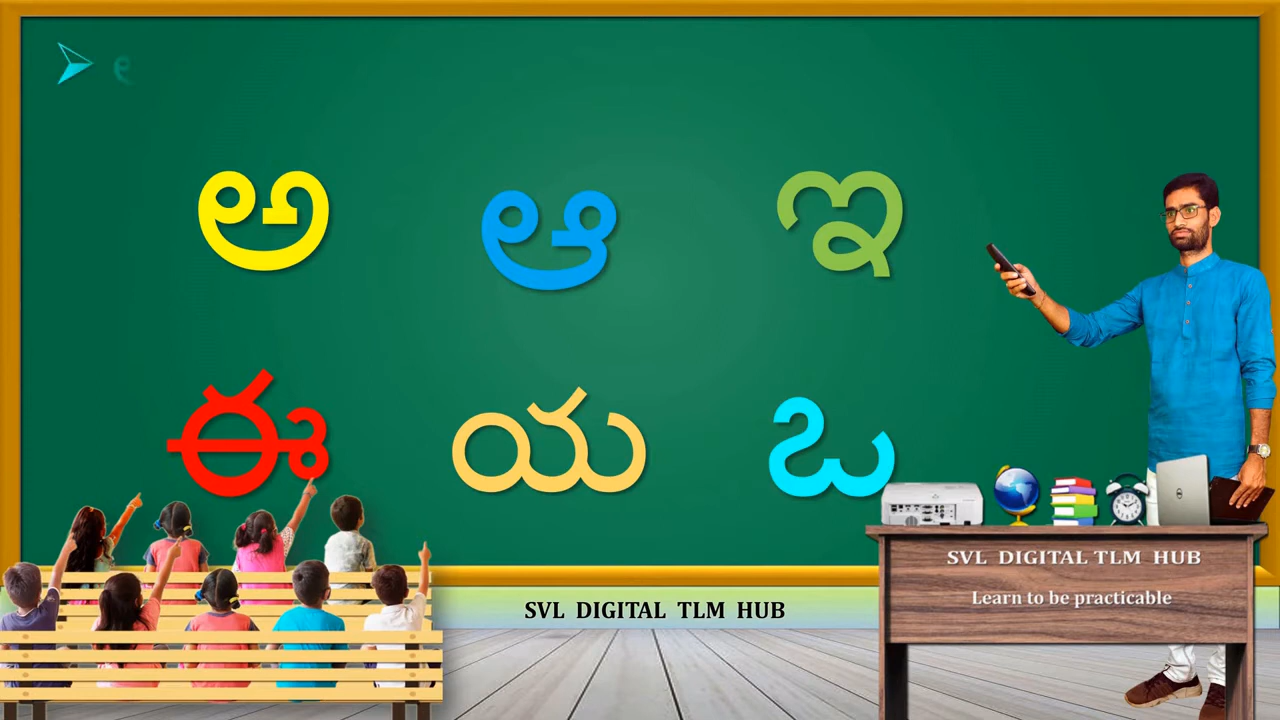 అ ఆ ఇ
ఈ య ఒ
SVL DIGITAL TLM HUB
Learn to be practicable
SVL DIGITAL TLM HUB